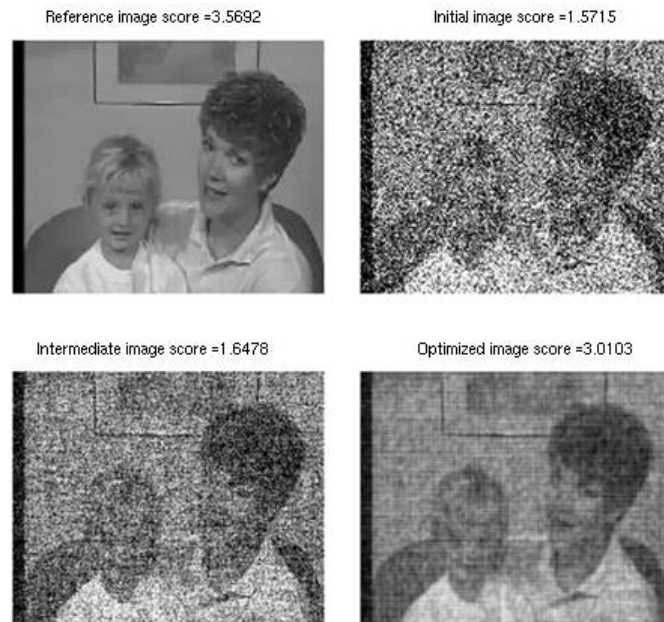 Reference image score =3.5692
Initial image score =1.5715
Intermediate image score =1.6478
Optimized image score =3.0103